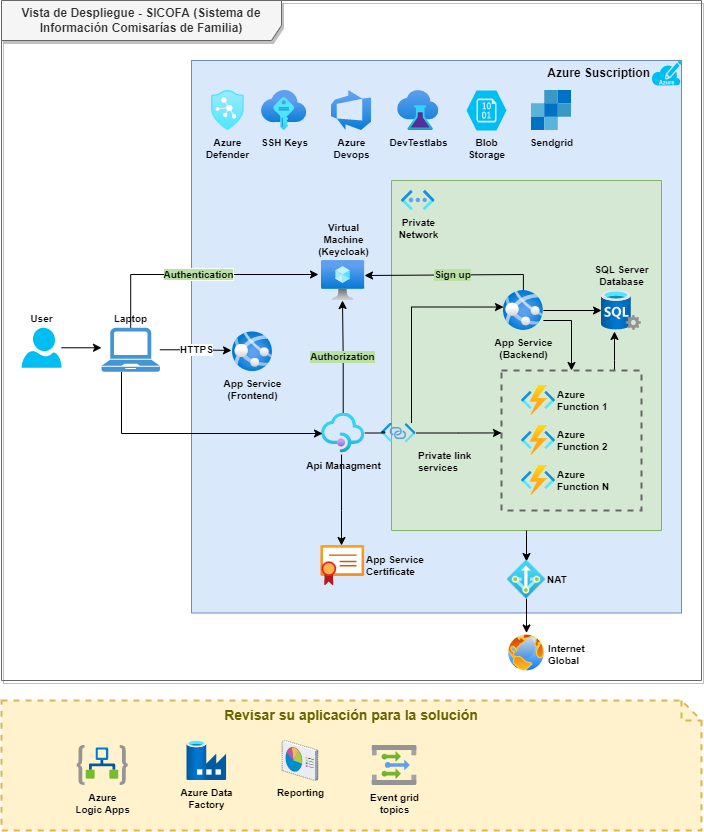 Vista de Despliegue - SICOFA (Sistema de
Información Comisarías de Familia)
Azure Suscription
Azure
Azure
Defender
SSH Keys
Azure
Devops
DevTestlabs
10
01
Blob
Storage
Sendgrid
Private
Network
Virtual
Machine
(Keycloak)
Authentication
Sign up
SQL Server
Database
SQL
User
Laptop
HTTPS
App Service
(Frontend)
App Service
(Backend)
Authorization
Azure
Function 1
Azure
Function 2
Azure
Function N
Api Managment
Private link
services
App Service
Certificate
NAT
Internet
Global
Revisar su aplicación para la solución
Azure
Logic Apps
Azure Data
Factory
Reporting
Event grid
topics